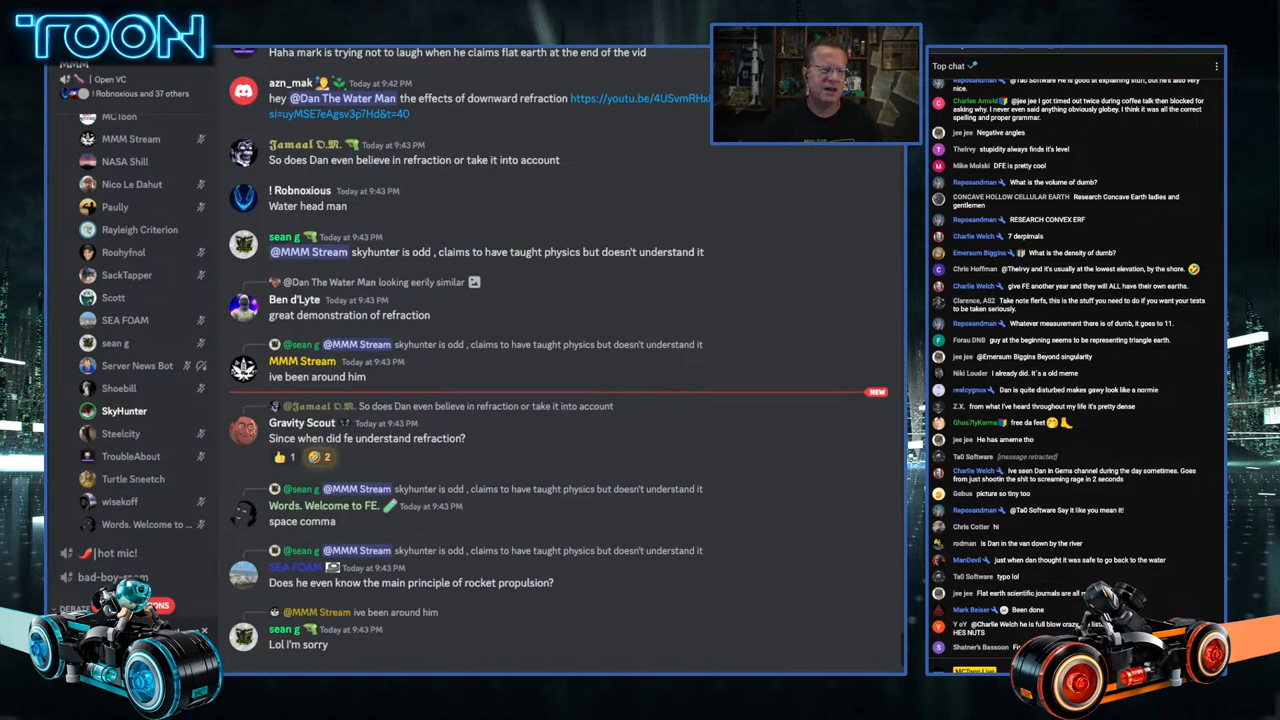 TOON
MMM
Open VC
! Robnoxious and 37 others
MCToon
MMM Stream
NASA Shill
Nico Le Dahut
Paully
Rayleigh Criterion
Roohyfnol
SackTapper
Scott
SEA FOAM
sean g
Server News Bot
Shoebill
SkyHunter
Steelcity
TroubleAbout
Turtle Sneetch
wisekoff
Words. Welcome to ...
hot mic!
bad-boy-room
DEBATE
Haha mark is trying not to laugh when he claims flat earth at the end of the vid
azn_mak Today at 9:42 PM
hey @Dan The Water Man the effects of downward refraction https://youtu.be/4USvmRHx
si=uyMSE7eAgsv3p7Hd&t=40
Jamaal D.M. Today at 9:43 PM
So does Dan even believe in refraction or take it into account
! Robnoxious Today at 9:43 PM
Water head man
sean g Today at 9:43 PM
@MMM Stream skyhunter is odd , claims to have taught physics but doesn't understand it
@Dan The Water Man looking eerily similar
Ben d'Lyte Today at 9:43 PM
great demonstration of refraction
@sean g @MMM Stream skyhunter is odd , claims to have taught physics but doesn't understand it
MMM Stream Today at 9:43 PM
ive been around him
NEW
@Jamaal D.M. So does Dan even believe in refraction or take it into account
Gravity Scout Today at 9:43 PM
Since when did fe understand refraction?
1 2
@sean g @MMM Stream skyhunter is odd , claims to have taught physics but doesn't understand it
Words. Welcome to FE. Today at 9:43 PM
space comma
@sean g @MMM Stream skyhunter is odd , claims to have taught physics but doesn't understand it
SEA FOAM Today at 9:43 PM
Does he even know the main principle of rocket propulsion?
@MMM Stream ive been around him
sean g Today at 9:43 PM
Lol I'm sorry
Top chat
Reposandman @Ta0 Software He is good at explaining stuff, but he's also very
nice.
Charles Arnold @jee jee I got timed out twice during coffee talk then blocked for
asking why. I never even said anything obviously globey. I think it was all the correct
spelling and proper grammar.
jee jee Negative angles
TheIrvy stupidity always finds it's level
Mike Molski DFE is pretty cool
Reposandman What is the volume of dumb?
CONCAVE HOLLOW CELLULAR EARTH Research Concave Earth ladies and
gentlemen
Reposandman RESEARCH CONVEX ERF
Charlie Welch 7 derpimals
Emersum Biggins What is the density of dumb?
Chris Hoffman @TheIrvy and it's usually at the lowest elevation, by the shore.
Charlie Welch give FE another year and they will ALL have their own earths.
Clarence, AS2 Take note flerfs, this is the stuff you need to do if you want your tests
to be taken seriously.
Reposandman Whatever measurement there is of dumb, it goes to 11.
Forsu DNB guy at the beginning seems to be representing triangle earth.
jee jee @Emersum Biggins Beyond singularity
Niki Louder I already did. It´s a old meme
realcygnus Dan is quite disturbed makes gawy look like a normie
Z.X. from what I've heard throughout my life it's pretty dense
Ghos7lyKarma free da feet
jee jee He has ameme tho
Ta0 Software [message retracted]
Charlie Welch Ive seen Dan in Gems channel during the day sometimes. Goes
from just shootin the shit to screaming rage in 2 seconds
Gabus picture so tiny too
Reposandman @Ta0 Software Say it like you mean it!
Chris Cotter hi
rodman Is Dan in the van down by the river
ManDevil just when dan thought it was safe to go back to the water
Ta0 Software typo lol
jee jee Flat earth scientific journals are all
Mark Beiser Been done
Y oY @Charlie Welch he is full blow crazy
HES NUTS
Shatner's Bassoon
MCToon Live